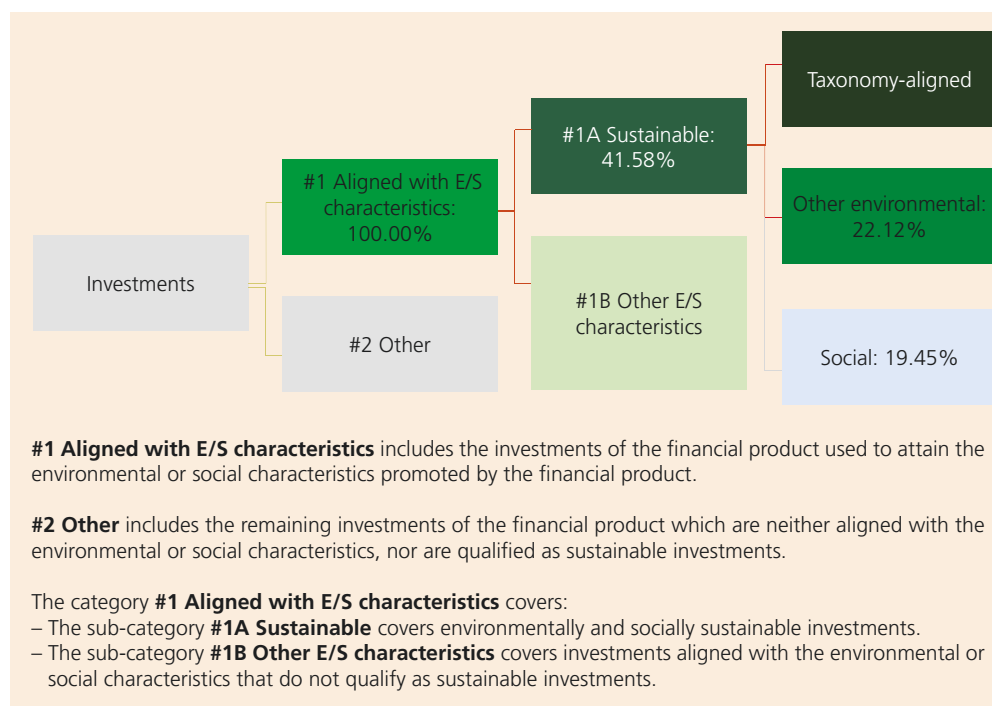 Investments
#1 Aligned with E/S
characteristics:
100.00%
#2 Other
#1A Sustainable:
41.58%
#1B Other E/S
characteristics
Taxonomy-aligned
Other environmental:
22.12%
Social: 19.45%
#1 Aligned with E/S characteristics includes the investments of the financial product used to attain the
environmental or social characteristics promoted by the financial product.
#2 Other includes the remaining investments of the financial product which are neither aligned with the
environmental or social characteristics, nor are qualified as sustainable investments.
The category #1 Aligned with E/S characteristics covers:
– The sub-category #1A Sustainable covers environmentally and socially sustainable investments.
– The sub-category #1B Other E/S characteristics covers investments aligned with the environmental or
social characteristics that do not qualify as sustainable investments.